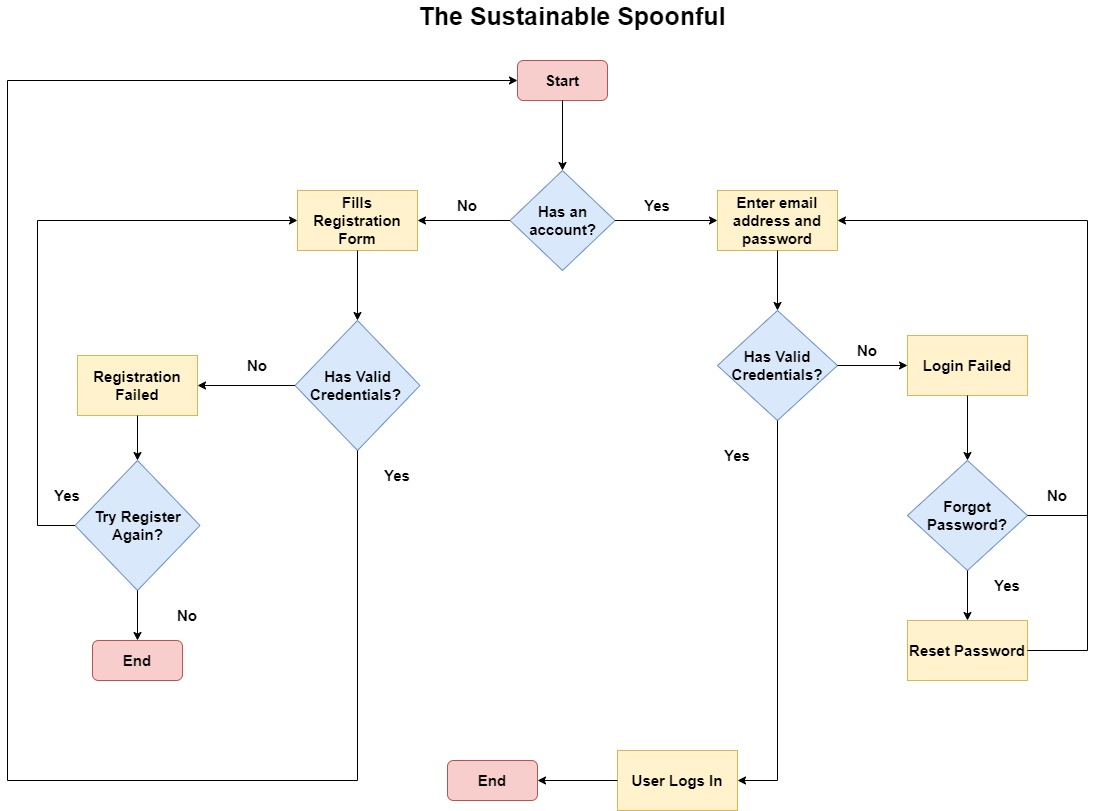 The Sustainable Spoonful
Start
Has an
account?
No
Yes
Fills
Registration
Form
Enter email
address and
password
Has Valid
Credentials?
No
Yes
Registration
Failed
Try Register
Again?
Yes
No
End
Has Valid
Credentials?
No
Yes
Login Failed
Forgot
Password?
No
Yes
Reset Password
User Logs In
End